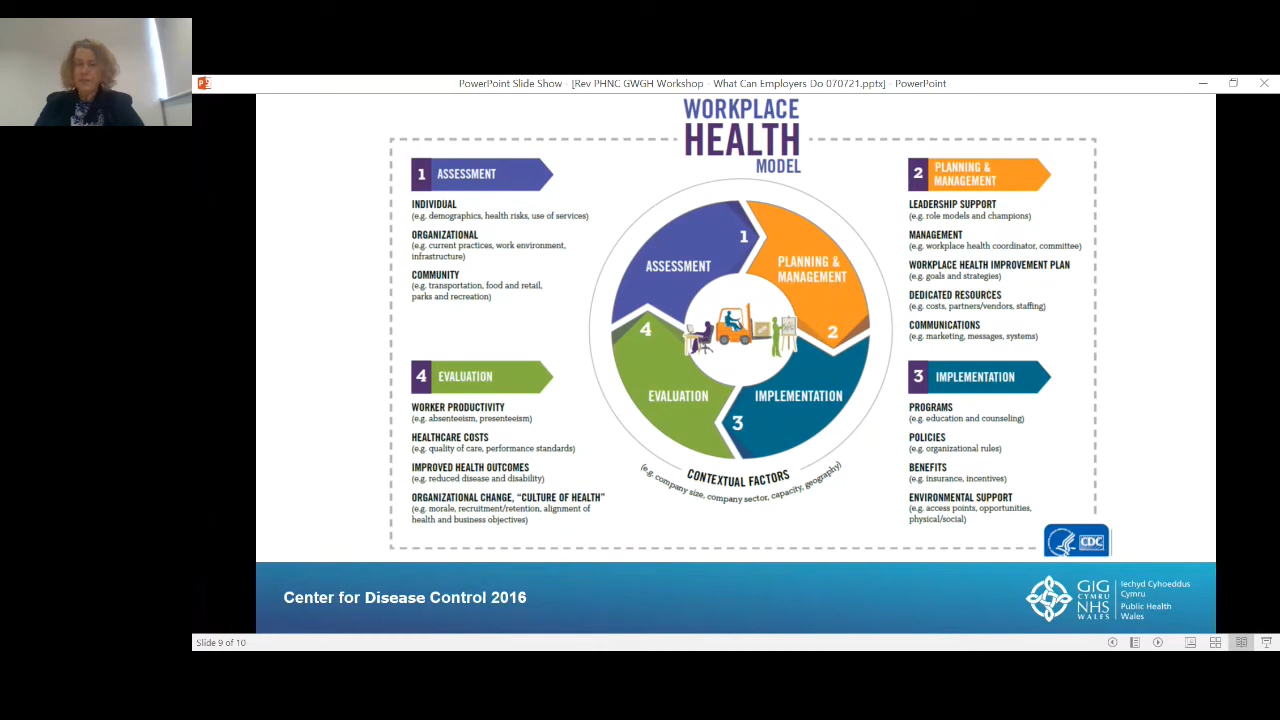 PowerPoint Slide Show - [Rev PHNC GWGH Workshop - What Can Employers Do 070721.pptx] - PowerPoint
WORKPLACE
HEALTH
MODEL
1 ASSESSMENT
INDIVIDUAL
(e.g. demographics, health risks, use of services)
ORGANIZATIONAL
(e.g. current practices, work environment,
infrastructure)
COMMUNITY
(e.g. transportation, food and retail,
parks and recreation)
2 PLANNING &
MANAGEMENT
LEADERSHIP SUPPORT
(e.g. role models and champions)
MANAGEMENT
(e.g. workplace health coordinator, committee)
WORKPLACE HEALTH IMPROVEMENT PLAN
(e.g. goals and strategies)
DEDICATED RESOURCES
(e.g. costs, partners/vendors, staffing)
COMMUNICATIONS
(e.g. marketing, messages, systems)
1
ASSESSMENT
PLANNING &
MANAGEMENT
2
4
EVALUATION
IMPLEMENTATION
3
CONTEXTUAL FACTORS
(e.g. company size, company sector, capacity, geography)
4 EVALUATION
WORKER PRODUCTIVITY
(e.g. absenteeism, presenteeism)
HEALTHCARE COSTS
(e.g. quality of care, performance standards)
IMPROVED HEALTH OUTCOMES
(e.g. reduced disease and disability)
ORGANIZATIONAL CHANGE, “CULTURE OF HEALTH”
(e.g. morale, recruitment/retention, alignment of
health and business objectives)
3 IMPLEMENTATION
PROGRAMS
(e.g. education and counseling)
POLICIES
(e.g. organizational rules)
BENEFITS
(e.g. insurance, incentives)
ENVIRONMENTAL SUPPORT
(e.g. access points, opportunities,
physical/social)
CDC
Center for Disease Control 2016
GIG
CYMRU
NHS
WALES
Iechyd Cyhoeddus
Cymru
Public Health
Wales
Slide 9 of 10